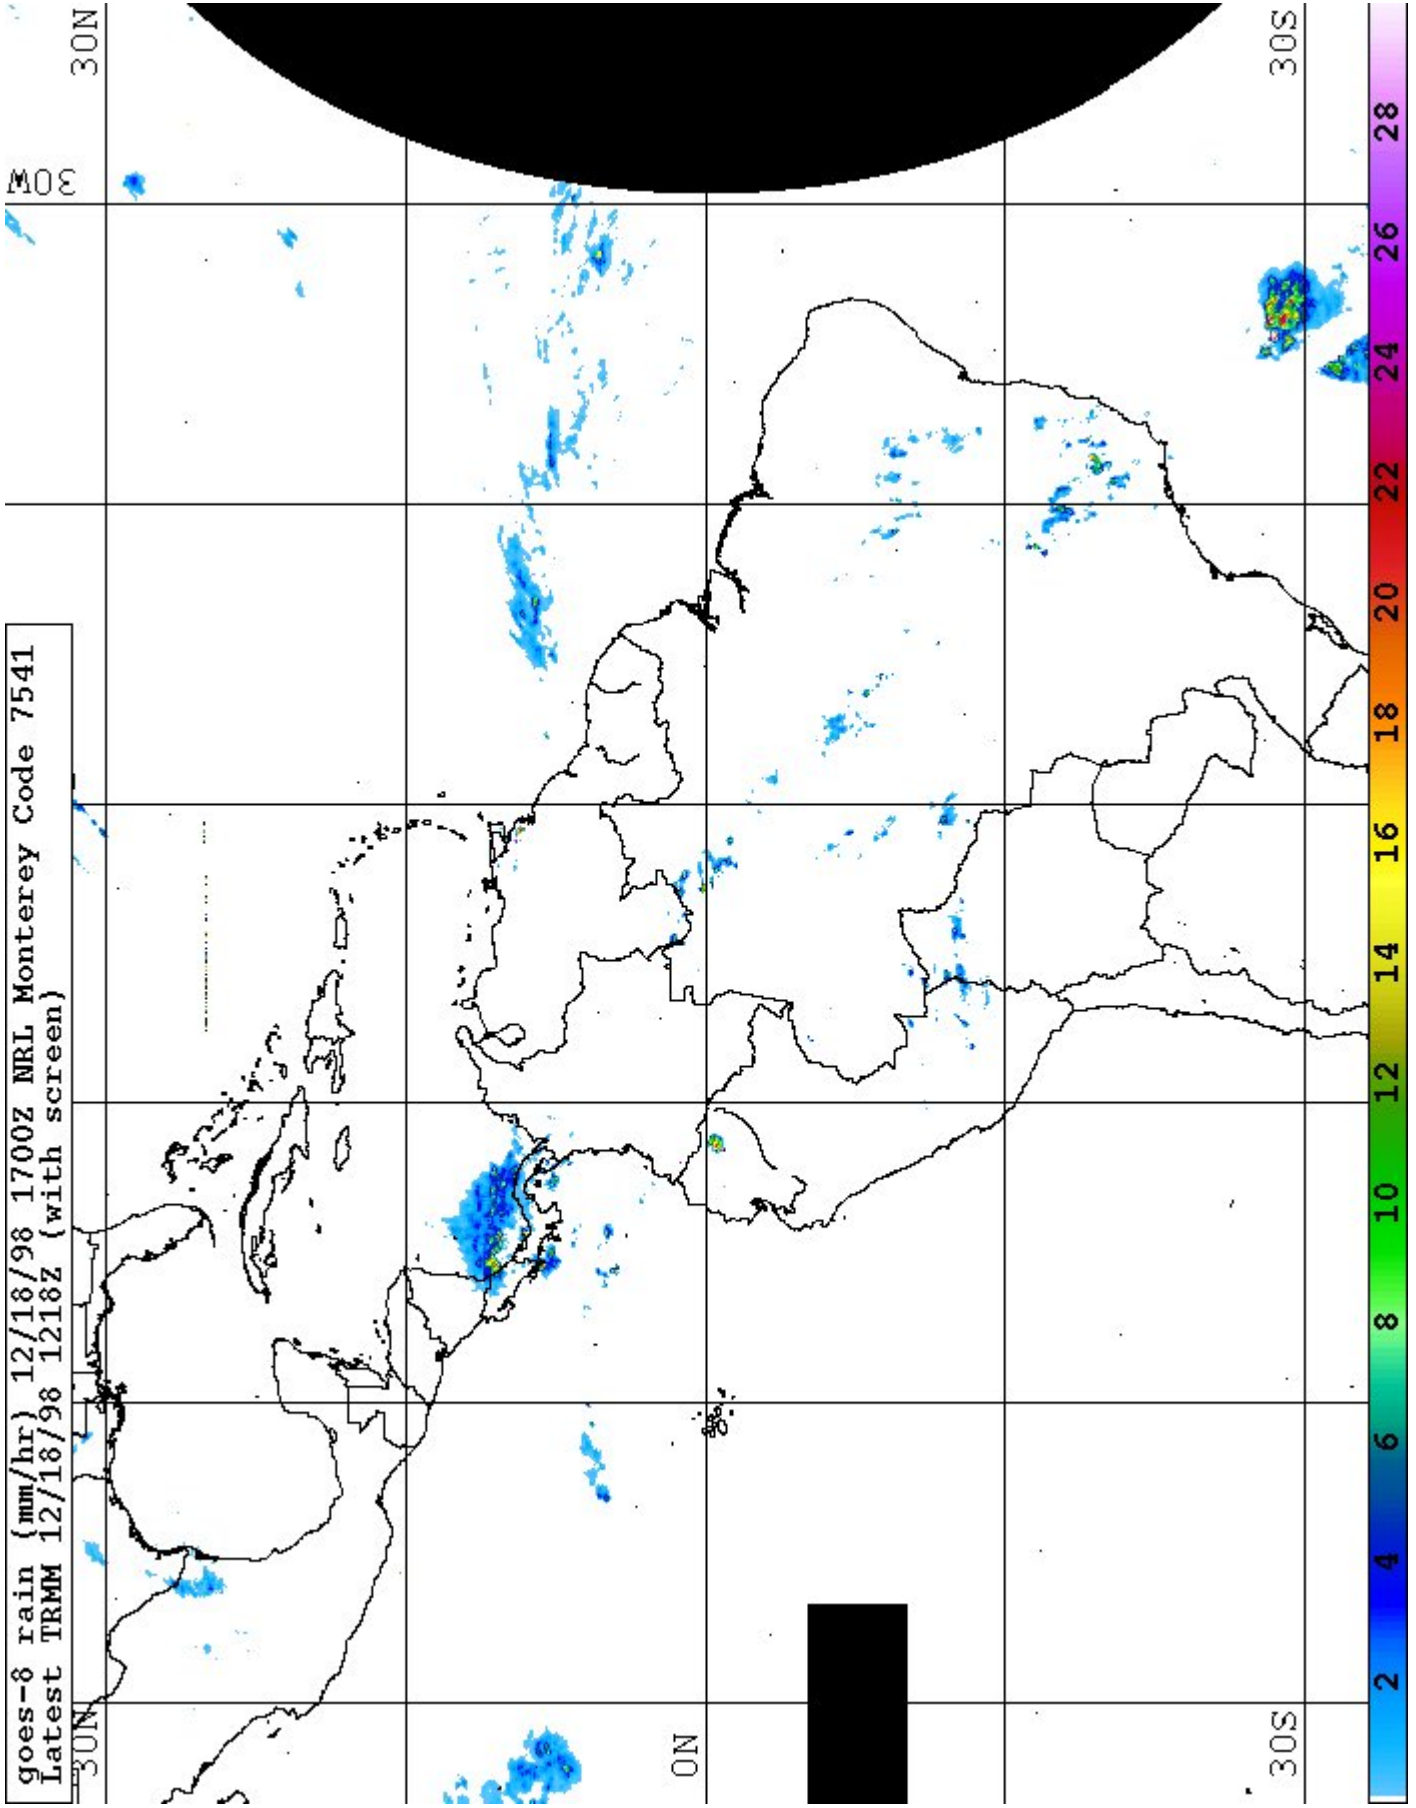 goes-8 rain (mm/hr) 12/18/98 1700Z NRL Monterey Code 7541
Latest TRMM 12/18/98 1218Z (with screen)
30N
30W
30N
0N
30S
30S
2 4 6 8 10 12 14 16 18 20 22 24 26 28